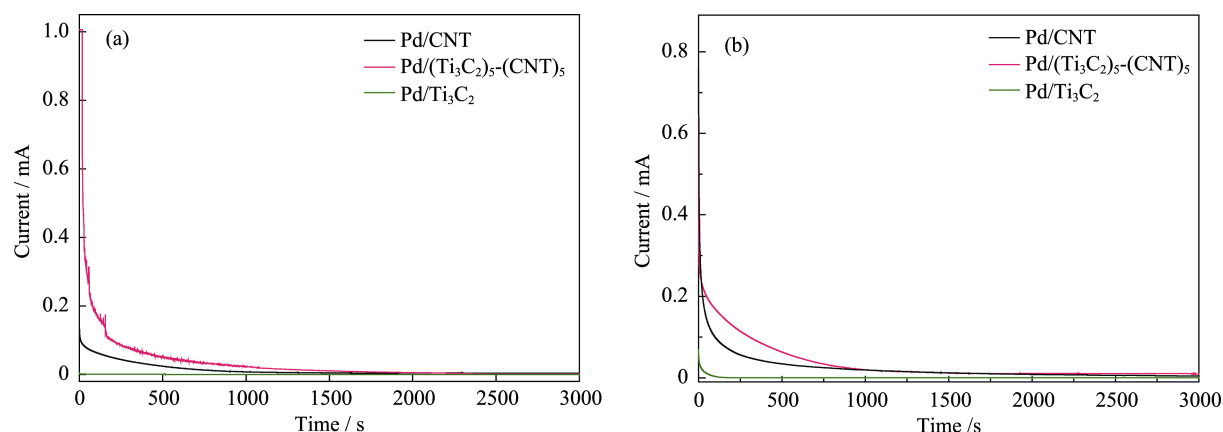 (a)
Pd/CNT
Pd/(Ti₃C₂)₅-(CNT)₅
Pd/Ti₃C₂
1.0
0.8
0.6
0.4
0.2
0
Current / mA
0 500 1000 1500 2000 2500 3000
Time / s
(b)
Pd/CNT
Pd/(Ti₃C₂)₅-(CNT)₅
Pd/Ti₃C₂
0.8
0.6
0.4
0.2
0
Current / mA
0 500 1000 1500 2000 2500 3000
Time /s